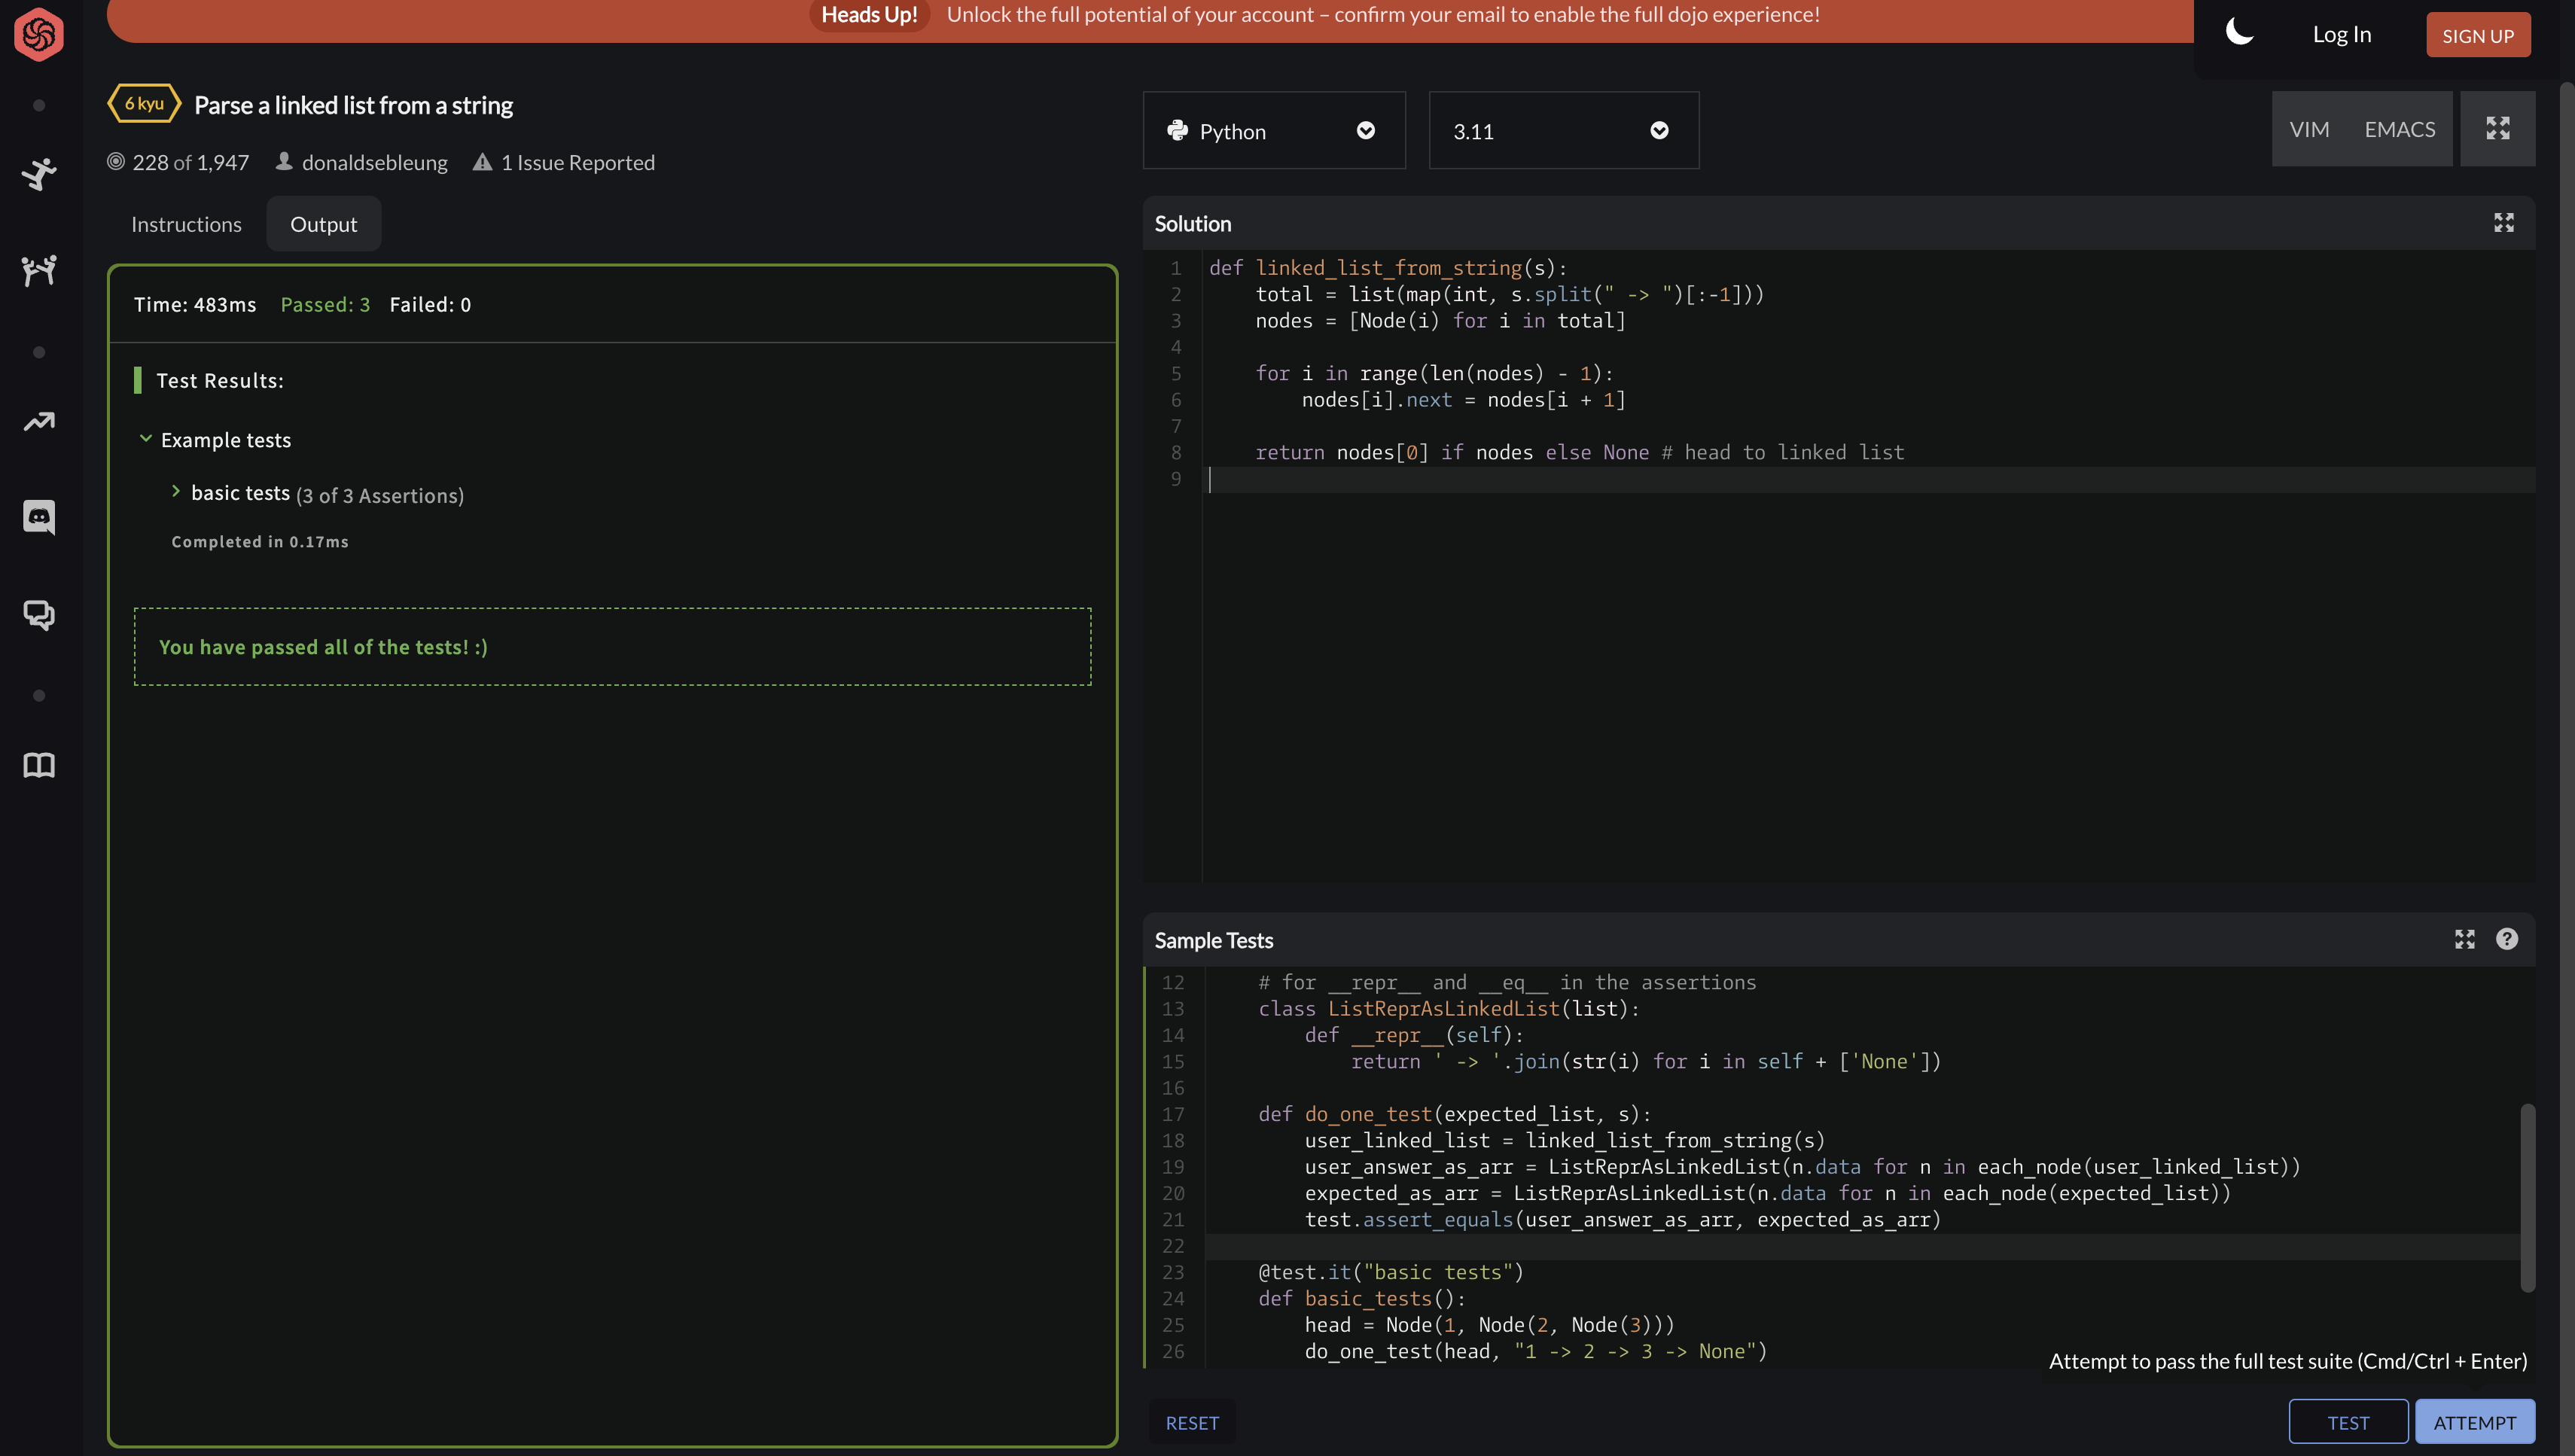 Heads Up! Unlock the full potential of your account – confirm your email to enable the full dojo experience!
Log In
SIGN UP
6 kyu Parse a linked list from a string
228 of 1,947 donaldsebleung 1 Issue Reported
Instructions
Output
Time: 483ms Passed: 3 Failed: 0
Test Results:
Example tests
basic tests (3 of 3 Assertions)
Completed in 0.17ms
You have passed all of the tests! :)
Python
3.11
VIM EMACS
Solution
1 def linked_list_from_string(s):
2     total = list(map(int, s.split(" -> ")[:-1]))
3     nodes = [Node(i) for i in total]
4
5     for i in range(len(nodes) - 1):
6         nodes[i].next = nodes[i + 1]
7
8     return nodes[0] if nodes else None # head to linked list
9
Sample Tests
?
12     # for __repr__ and __eq__ in the assertions
13     class ListReprAsLinkedList(list):
14         def __repr__(self):
15             return ' -> '.join(str(i) for i in self + ['None'])
16
17     def do_one_test(expected_list, s):
18         user_linked_list = linked_list_from_string(s)
19         user_answer_as_arr = ListReprAsLinkedList(n.data for n in each_node(user_linked_list))
20         expected_as_arr = ListReprAsLinkedList(n.data for n in each_node(expected_list))
21         test.assert_equals(user_answer_as_arr, expected_as_arr)
22
23     @test.it("basic tests")
24     def basic_tests():
25         head = Node(1, Node(2, Node(3)))
26         do_one_test(head, "1 -> 2 -> 3 -> None")
Attempt to pass the full test suite (Cmd/Ctrl + Enter)
RESET
TEST
ATTEMPT